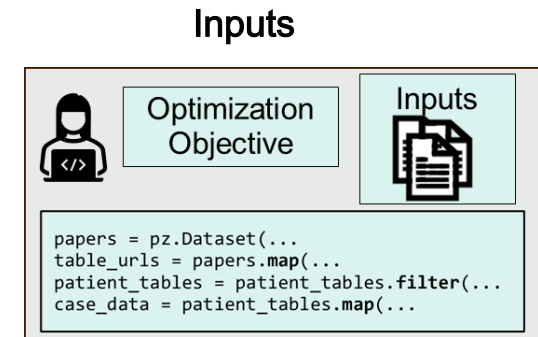 Inputs
Optimization
Objective
Inputs
</>
papers = pz.Dataset(...
table_urls = papers.map(...
patient_tables = patient_tables.filter(...
case_data = patient_tables.map(...